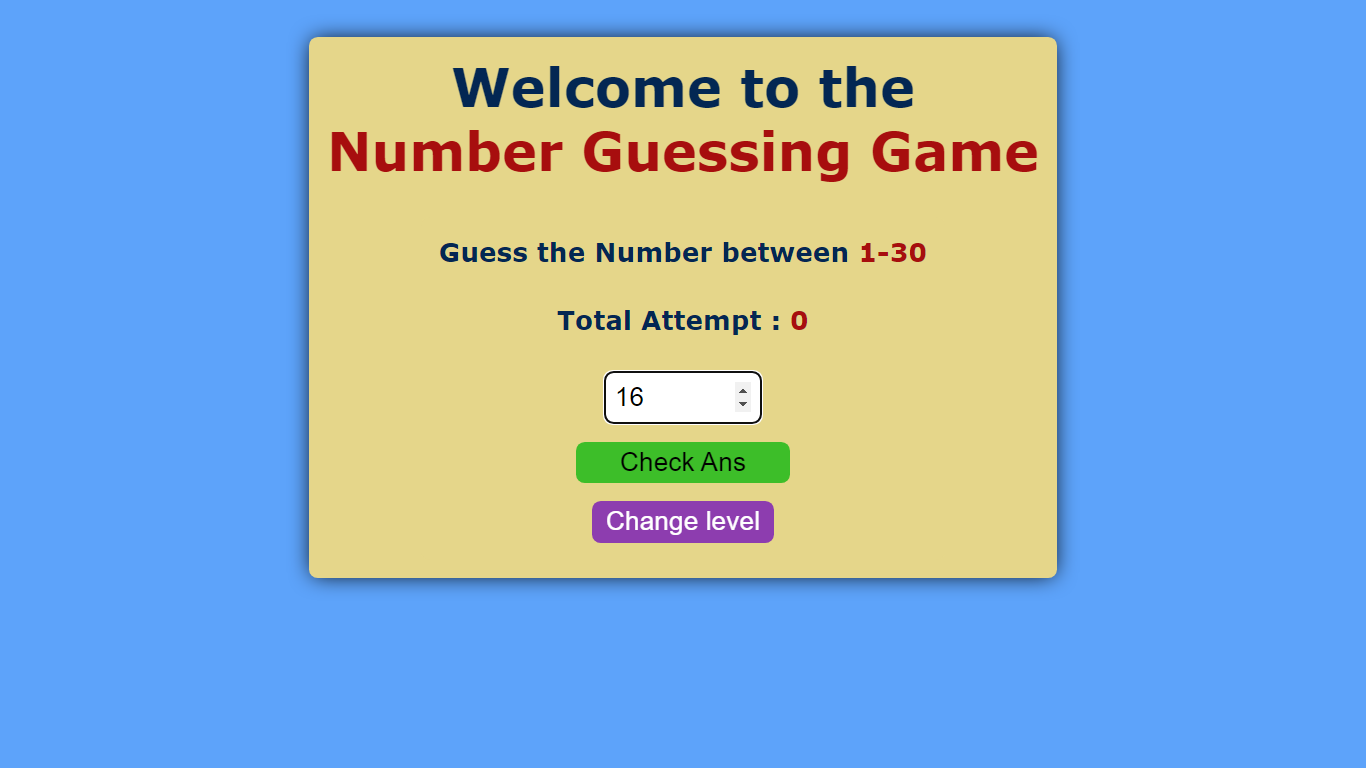 Welcome to the
Number Guessing Game
Guess the Number between 1-30
Total Attempt : 0
16
Check Ans
Change level